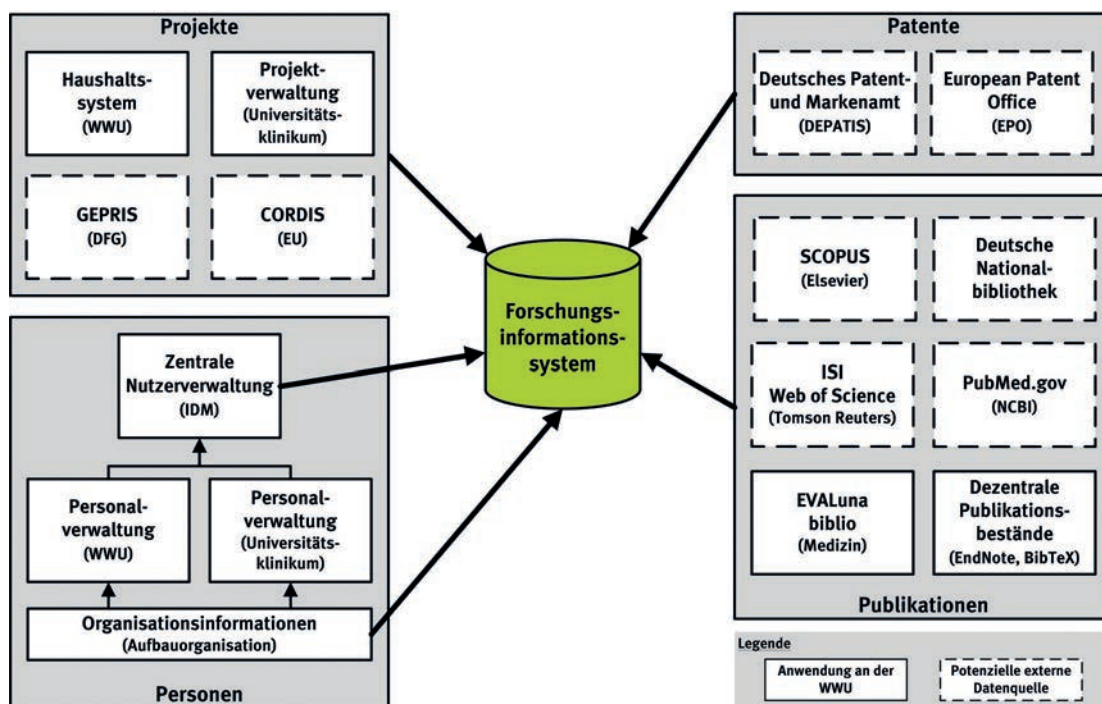 Projekte
Haushalts-
system
(WWU)
Projekt-
verwaltung
(Universitäts-
klinikum)
GEPRIS
(DFG)
CORDIS
(EU)
Zentrale
Nutzerverwaltung
(IDM)
Personal-
verwaltung
(WWU)
Personal-
verwaltung
(Universitäts-
klinikum)
Organisationsinformationen
(Aufbauorganisation)
Personen
Forschungs-
informations-
system
Patente
Deutsches Patent-
und Markenamt
(DEPATIS)
European Patent
Office
(EPO)
SCOPUS
(Elsevier)
Deutsche
National-
bibliothek
ISI
Web of Science
(Tomson Reuters)
PubMed.gov
(NCBI)
EVALuna
biblio
(Medizin)
Dezentrale
Publikations-
bestände
(EndNote, BibTeX)
Publikationen
Legende
Anwendung an der
WWU
Potenzielle externe
Datenquelle